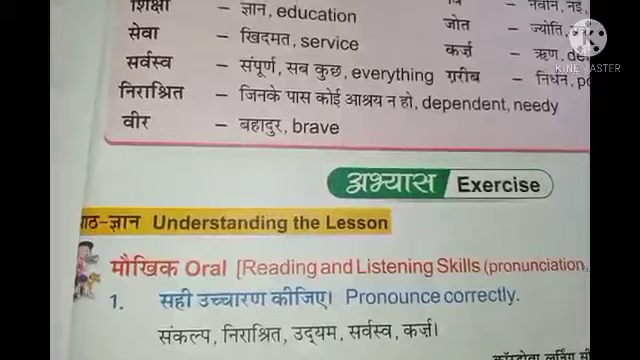 शिक्षा – ज्ञान, education
सेवा – खिदमत, service
सर्वस्व – संपूर्ण, सब कुछ, everything
निराश्रित – जिनके पास कोई आश्रय न हो, dependent, needy
वीर – बहादुर, brave
नवीन, नई,
जोत – ज्योति,
कर्ज़ – ऋण,
ग़रीब – निर्धन,
KINEMASTER
अभ्यास Exercise
पाठ-ज्ञान Understanding the Lesson
मौखिक Oral [Reading and Listening Skills (pronunciation,
1. सही उच्चारण कीजिए। Pronounce correctly.
संकल्प, निराश्रित, उद्यम, सर्वस्व, कर्ज़।